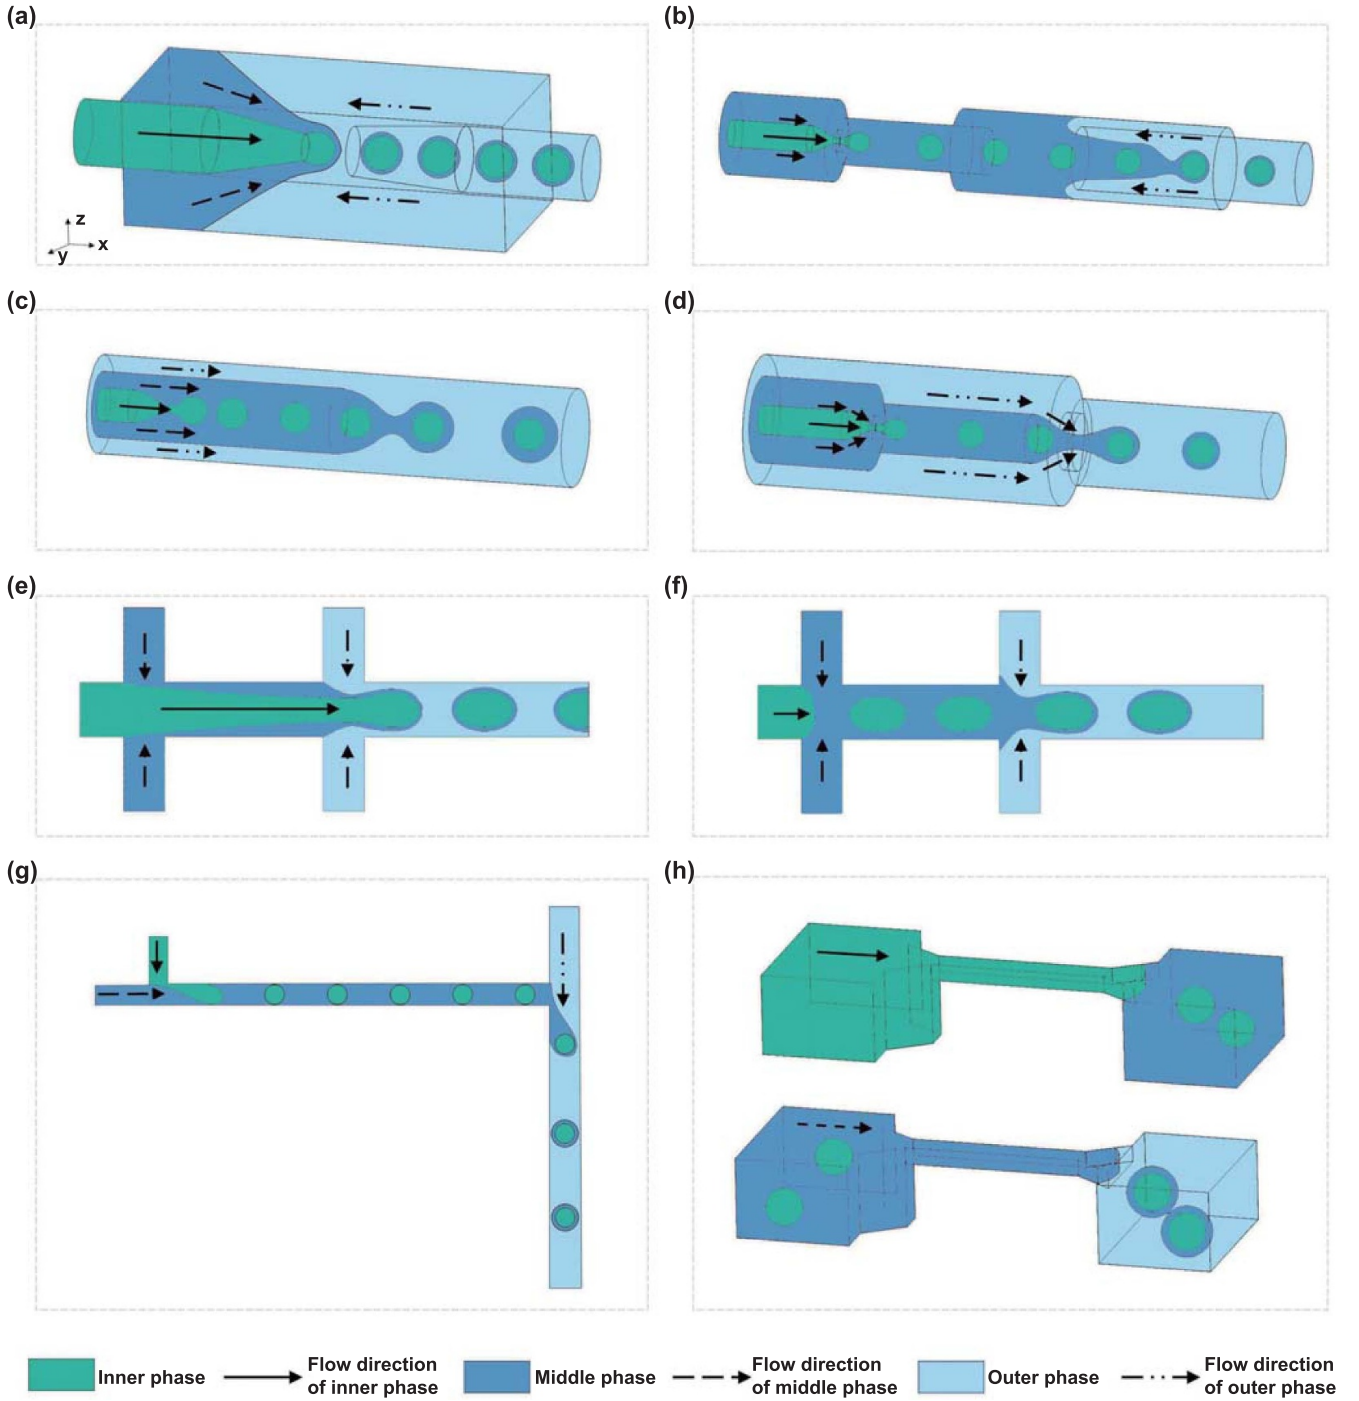 (a)
(b)
z
x
y
(c)
(d)
(e)
(f)
(g)
(h)
Inner phase
Flow direction
of inner phase
Middle phase
Flow direction
of middle phase
Outer phase
Flow direction
of outer phase